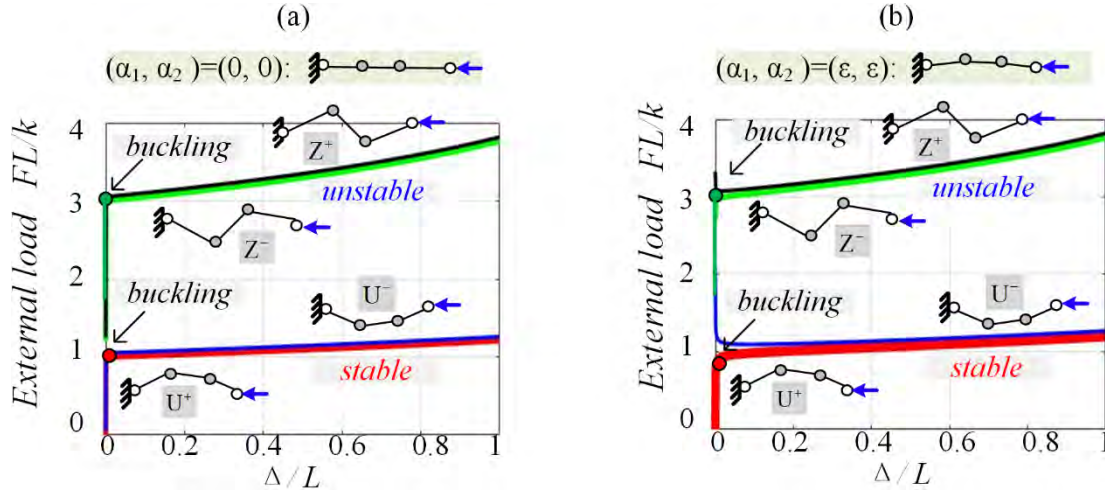 (a)
(α₁, α₂ )=(0, 0):
External load FL/k
4
3
2
1
0
buckling
Z⁺
unstable
Z⁻
buckling
U⁻
stable
U⁺
0
0.2
0.4
0.6
0.8
1
Δ / L
(b)
(α₁, α₂ )=(ε, ε):
External load FL/k
4
3
2
1
0
buckling
Z⁺
unstable
Z⁻
buckling
U⁻
stable
U⁺
0
0.2
0.4
0.6
0.8
1
Δ / L